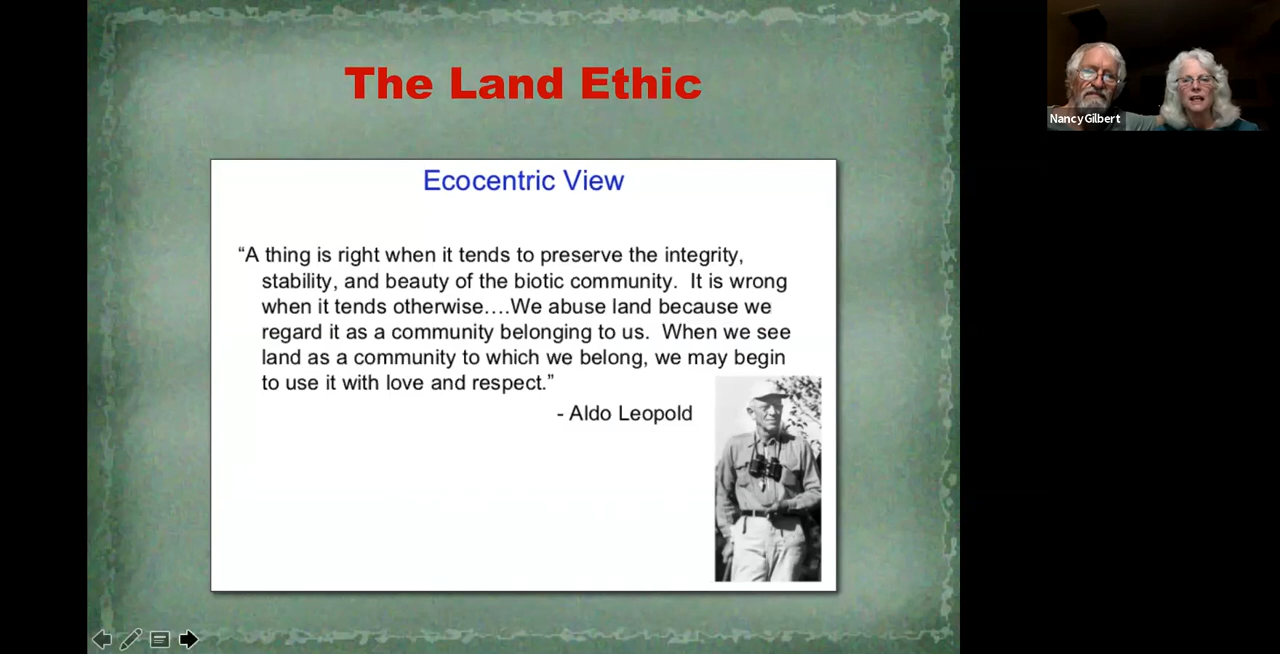 The Land Ethic
Ecocentric View
“A thing is right when it tends to preserve the integrity,
stability, and beauty of the biotic community.  It is wrong
when it tends otherwise….We abuse land because we
regard it as a community belonging to us.  When we see
land as a community to which we belong, we may begin
to use it with love and respect.”
- Aldo Leopold
NancyGilbert